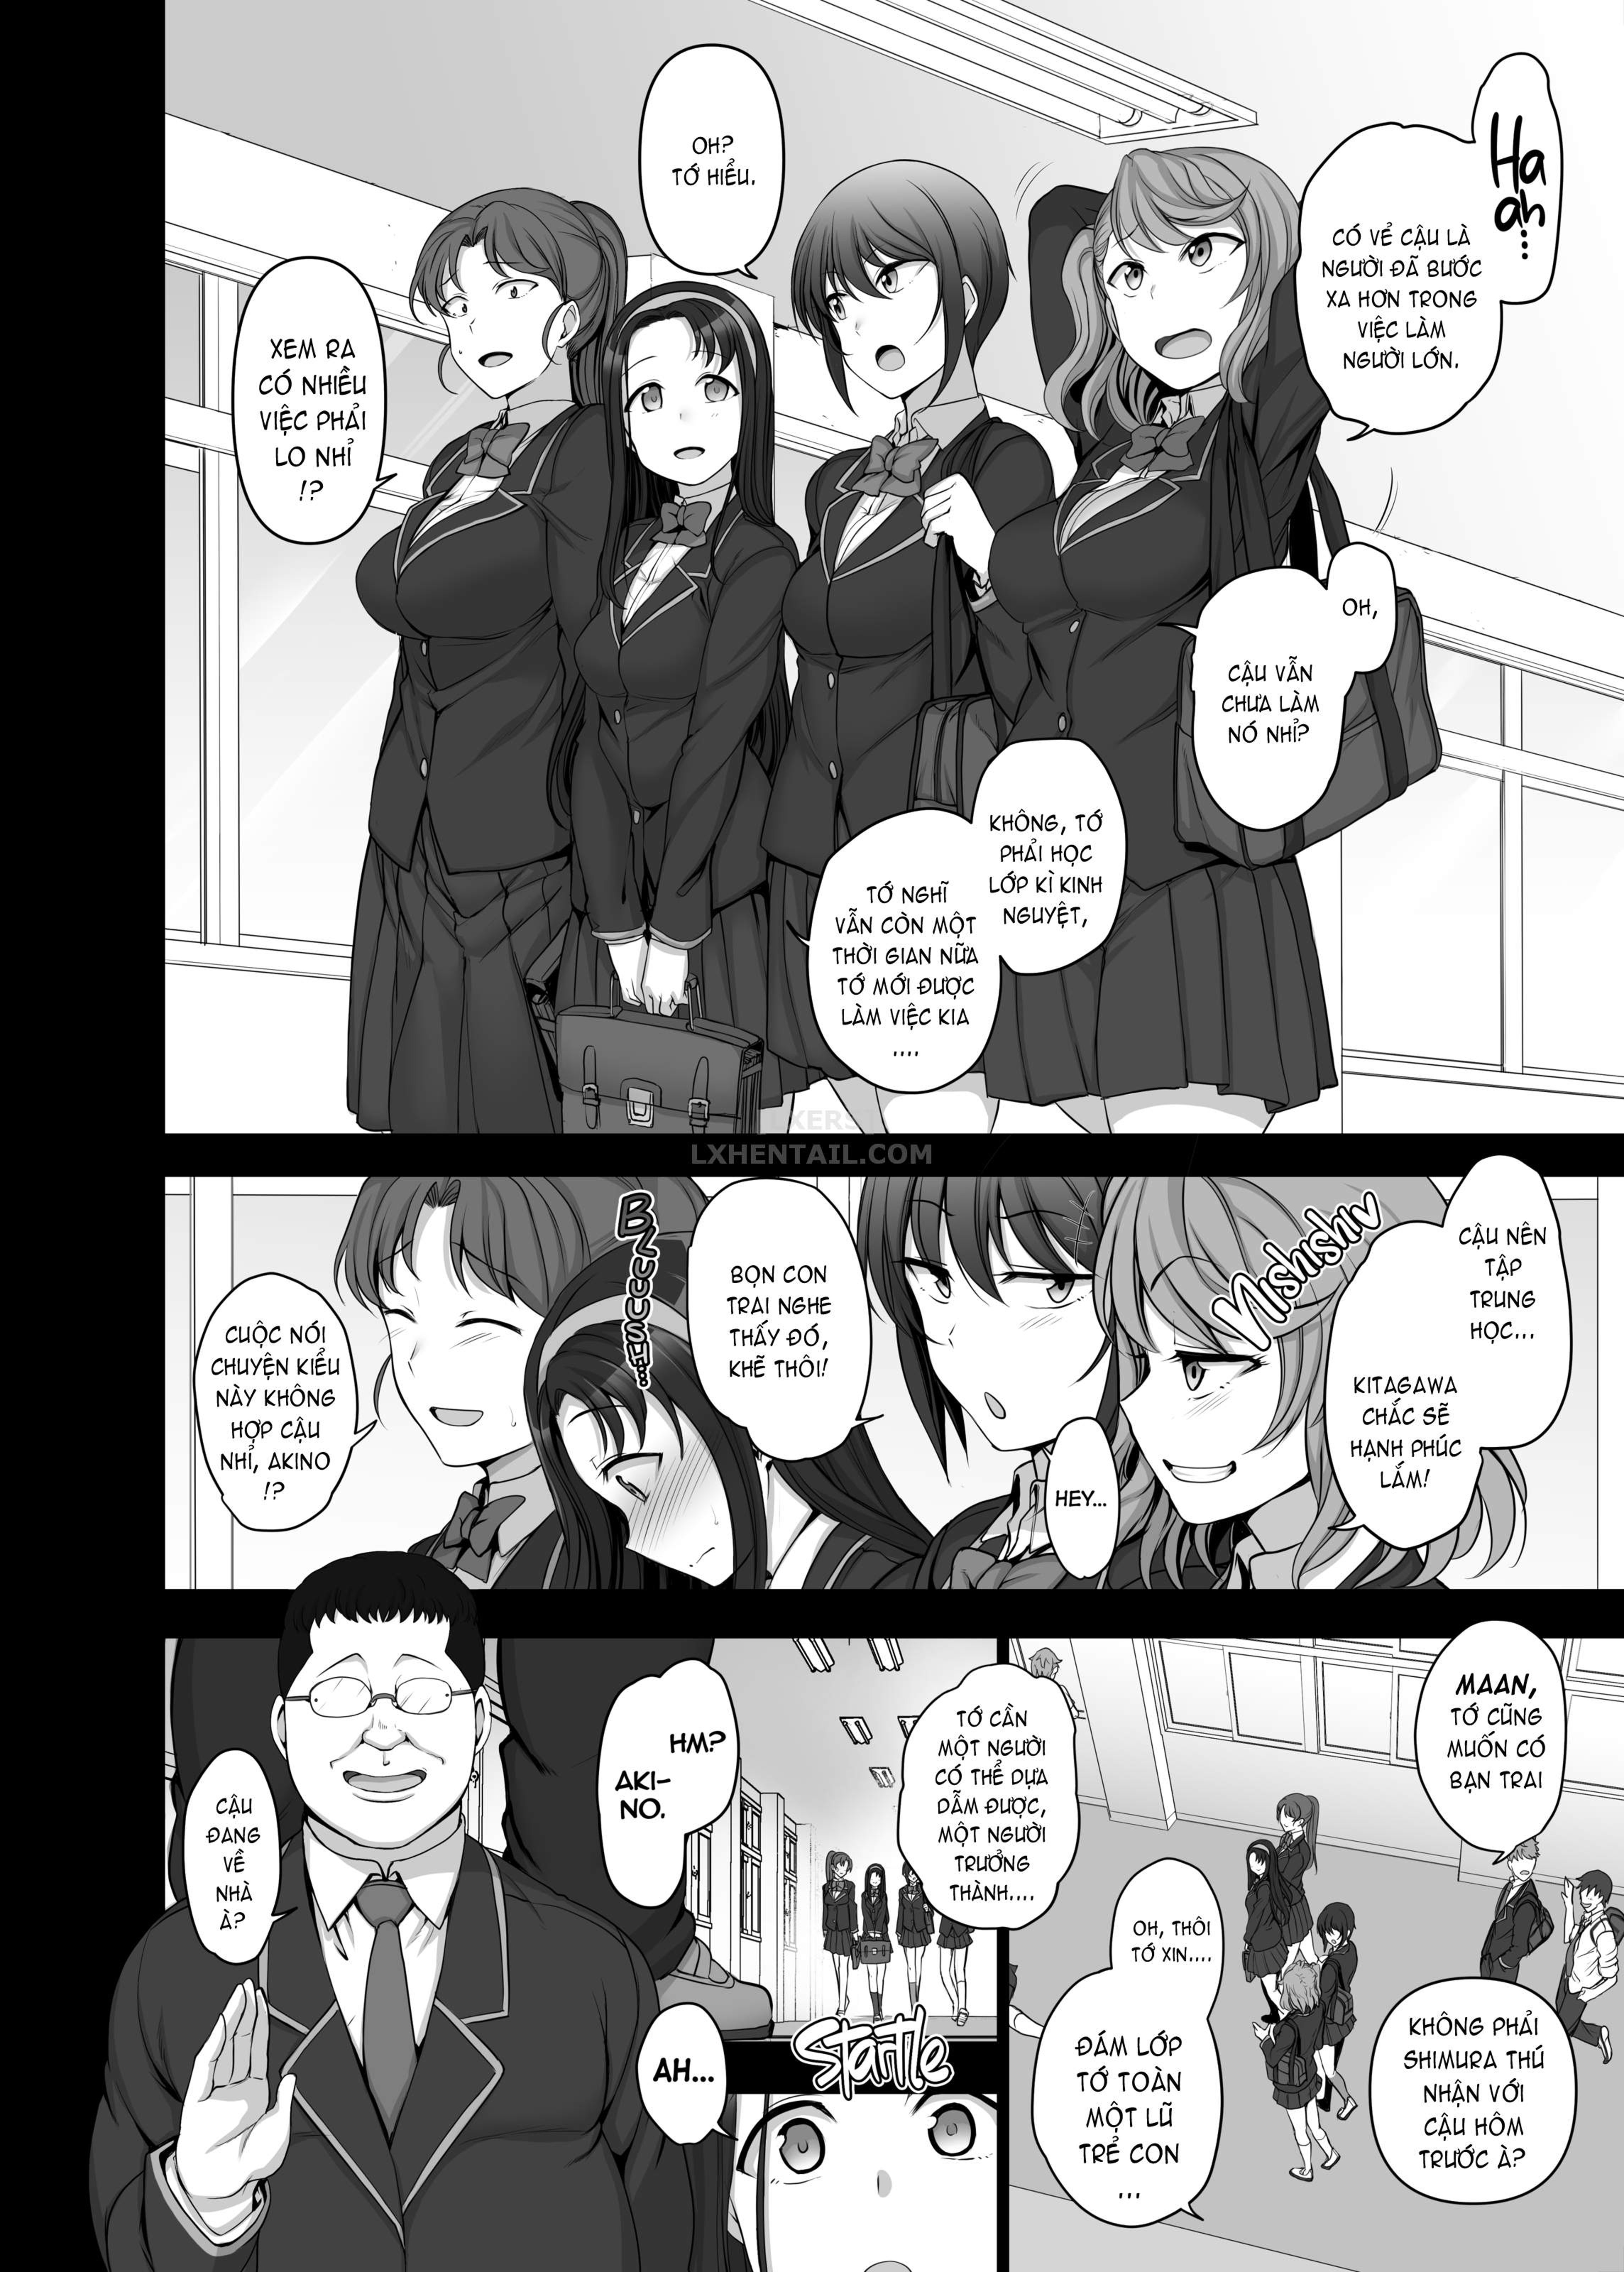 Ha
ah...
CÓ VẺ CẬU LÀ
NGƯỜI ĐÃ BƯỚC
XA HƠN TRONG
VIỆC LÀM
NGƯỜI LỚN.
OH?
TỚ HIỂU.
XEM RA
CÓ NHIỀU
VIỆC PHẢI
LO NHỈ
!?
OH,
CẬU VẪN
CHƯA LÀM
NÓ NHỈ?
KHÔNG, TỚ
PHẢI HỌC
LỚP KÌ KINH
NGUYỆT,
TỚ NGHĨ
VẪN CÒN MỘT
THỜI GIAN NỮA
TỚ MỚI ĐƯỢC
LÀM VIỆC KIA
....
LXERS
LXHENTAIL.COM
CẬU NÊN
TẬP
TRUNG
HỌC...
KITAGAWA
CHẮC SẼ
HẠNH PHÚC
LẮM!
Nishishi
HEY...
BỌN CON
TRAI NGHE
THẤY ĐÓ,
KHẼ THÔI!
BLUUUSH...
CUỘC NÓI
CHUYỆN KIỂU
NÀY KHÔNG
HỢP CẬU
NHỈ, AKINO
!?
MAAN,
TỚ CŨNG
MUỐN CÓ
BẠN TRAI
KHÔNG PHẢI
SHIMURA THÚ
NHẬN VỚI
CẬU HÔM
TRƯỚC À?
OH, THÔI
TỚ XIN....
ĐÁM LỚP
TỚ TOÀN
MỘT LŨ
TRẺ CON
...
TỚ CẦN
MỘT NGƯỜI
CÓ THỂ DỰA
DẪM ĐƯỢC,
MỘT NGƯỜI
TRƯỞNG
THÀNH....
HM?
AKI-
NO.
CẬU
ĐANG
VỀ
NHÀ
À?
Startle
AH...